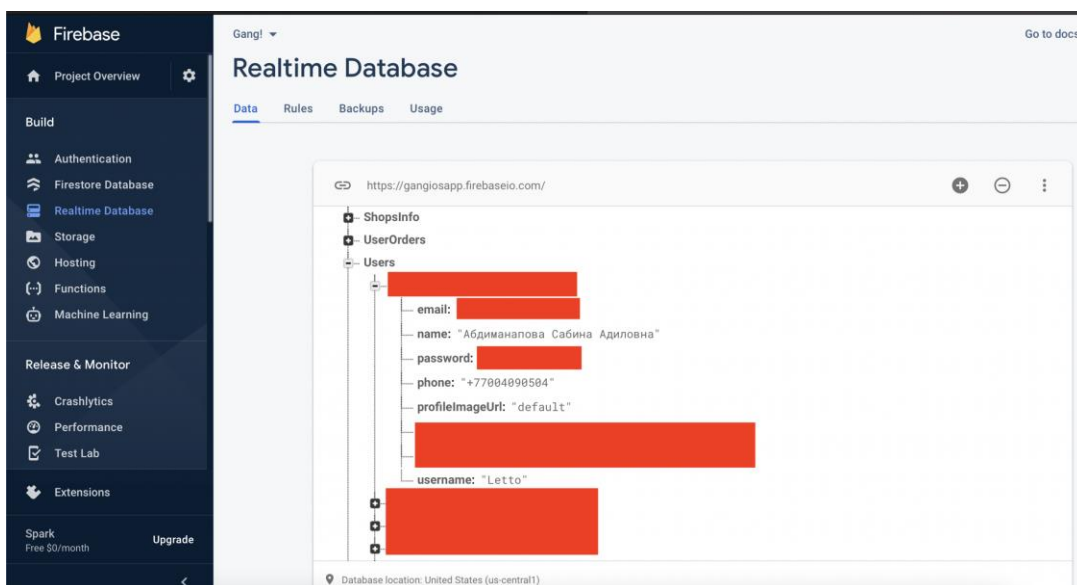 Firebase
Project Overview
Build
Authentication
Firestore Database
Realtime Database
Storage
Hosting
Functions
Machine Learning
Release & Monitor
Crashlytics
Performance
Test Lab
Extensions
Spark
Free $0/month
Upgrade
Gang!
Go to docs
Realtime Database
Data Rules Backups Usage
https://gangiosapp.firebaseio.com/
ShopsInfo
UserOrders
Users
email:
name: "Абдиманапова Сабина Адиловна"
password:
phone: "+77004090504"
profileImageUrl: "default"
username: "Letto"
Database location: United States (us-central1)